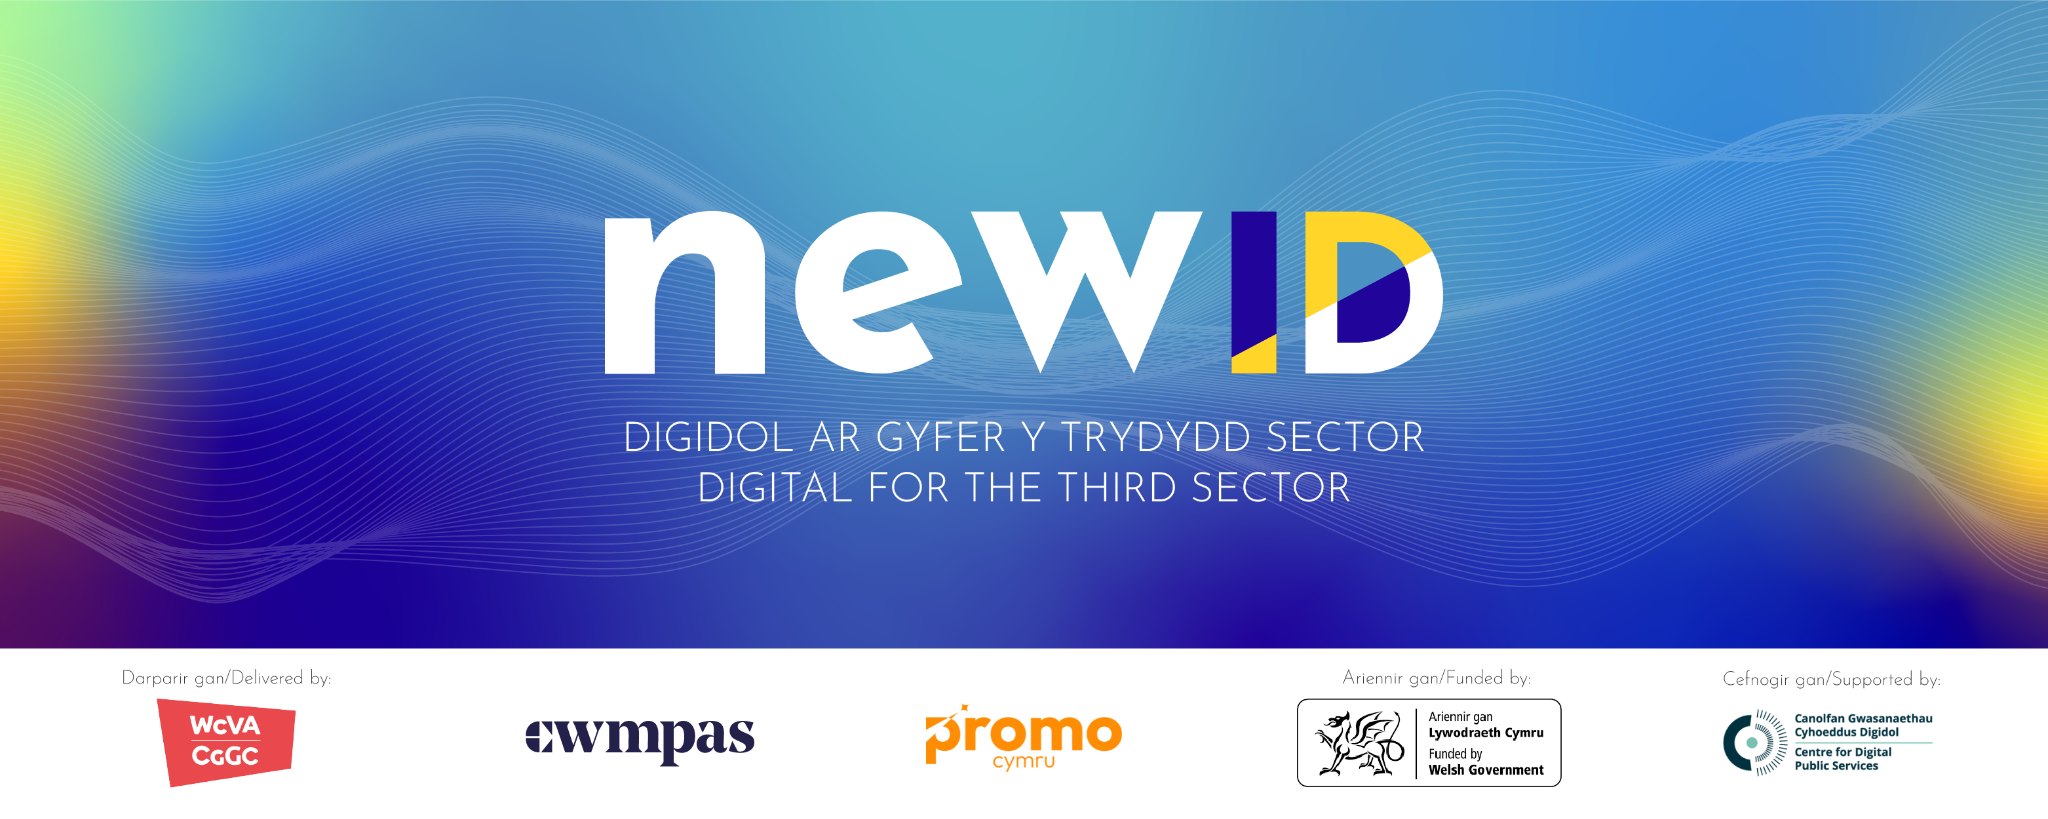 newID
DIGIDOL AR GYFER Y TRYDYDD SECTOR
DIGITAL FOR THE THIRD SECTOR
Darparir gan/Delivered by:
WCVA
CGGC
cwmpas
promo
cymru
Ariennir gan/Funded by:
Ariennir gan
Lywodraeth Cymru
Funded by
Welsh Government
Cefnogir gan/Supported by:
Canolfan Gwasanaethau
Cyhoeddus Digidol
Centre for Digital
Public Services